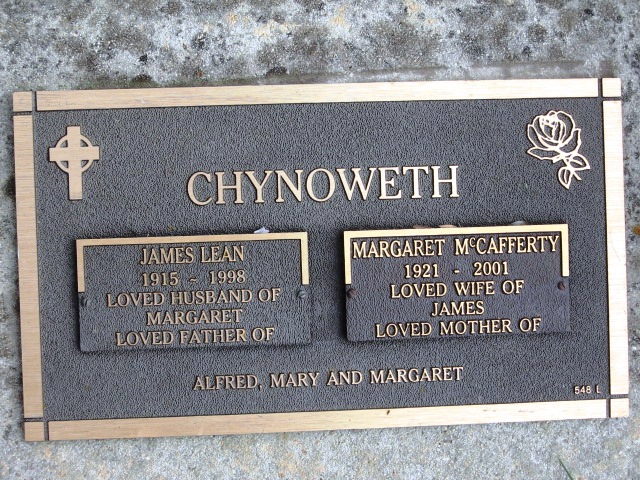 CHYNOWETH
JAMES LEAN
1915 ~ 1998
LOVED HUSBAND OF
MARGARET
LOVED FATHER OF
MARGARET McCAFFERTY
1921 - 2001
LOVED WIFE OF
JAMES
LOVED MOTHER OF
ALFRED, MARY AND MARGARET
548 L